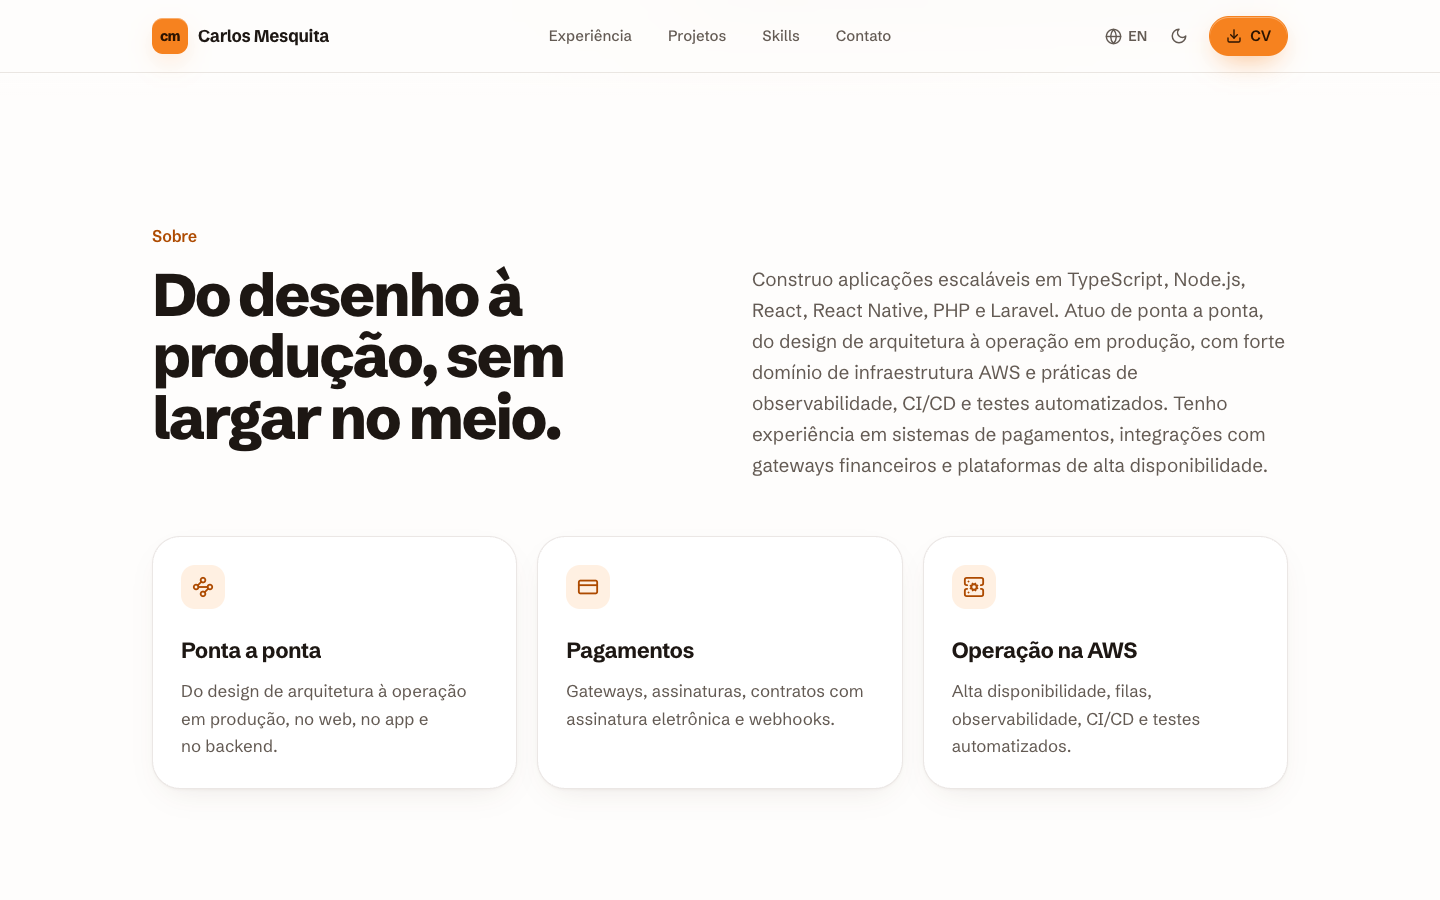 cm Carlos Mesquita Experiência Projetos Skills Contato EN CV
Sobre
Do desenho à
produção, sem
largar no meio.
Construo aplicações escaláveis em TypeScript, Node.js,
React, React Native, PHP e Laravel. Atuo de ponta a ponta,
do design de arquitetura à operação em produção, com forte
domínio de infraestrutura AWS e práticas de
observabilidade, CI/CD e testes automatizados. Tenho
experiência em sistemas de pagamentos, integrações com
gateways financeiros e plataformas de alta disponibilidade.
Ponta a ponta
Do design de arquitetura à operação
em produção, no web, no app e
no backend.
Pagamentos
Gateways, assinaturas, contratos com
assinatura eletrônica e webhooks.
Operação na AWS
Alta disponibilidade, filas,
observabilidade, CI/CD e testes
automatizados.